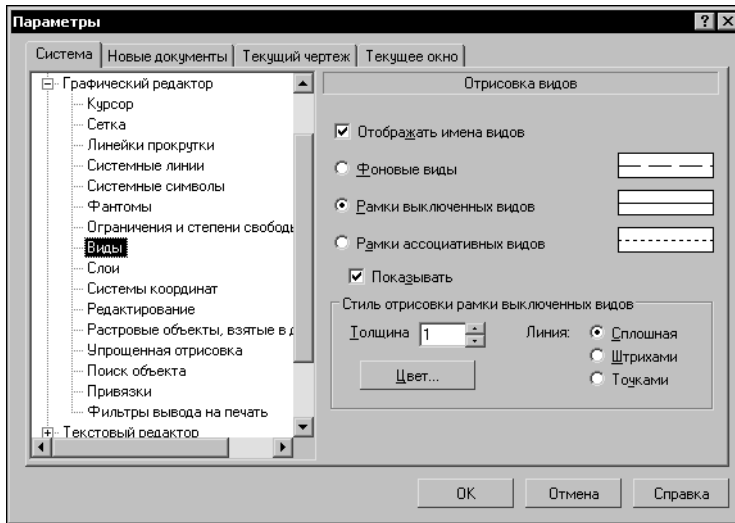 Параметры
Система Новые документы Текущий чертеж Текущее окно
Графический редактор
Курсор
Сетка
Линейки прокрутки
Системные линии
Системные символы
Фантомы
Ограничения и степени свободы
Виды
Слои
Системы координат
Редактирование
Растровые объекты, взятые в д
Упрощенная отрисовка
Поиск объекта
Привязки
Фильтры вывода на печать
Текстовый редактор
Отрисовка видов
Отображать имена видов
Фоновые виды
Рамки выключенных видов
Рамки ассоциативных видов
Показывать
Стиль отрисовки рамки выключенных видов
Толщина 1 Линия: Сплошная
Штрихами
Точками
Цвет...
OK Отмена Справка